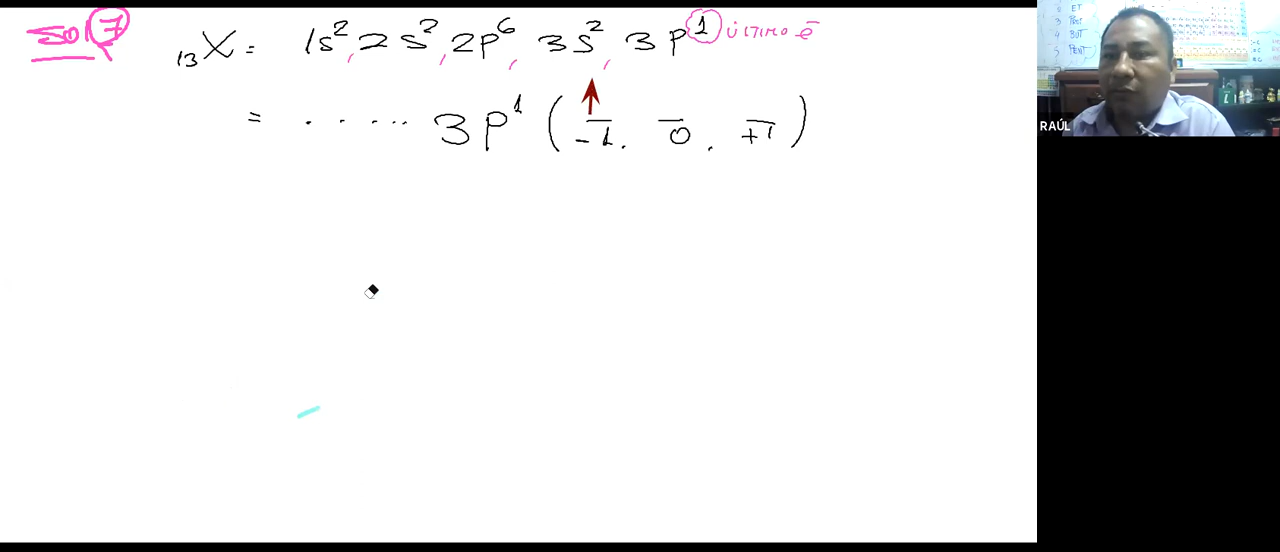 Sol 7
₁₃X = 1s², 2s², 2p⁶, 3s², 3p¹ último ē
= ..... 3p¹ ( -1, 0, +1 )
RAÚL